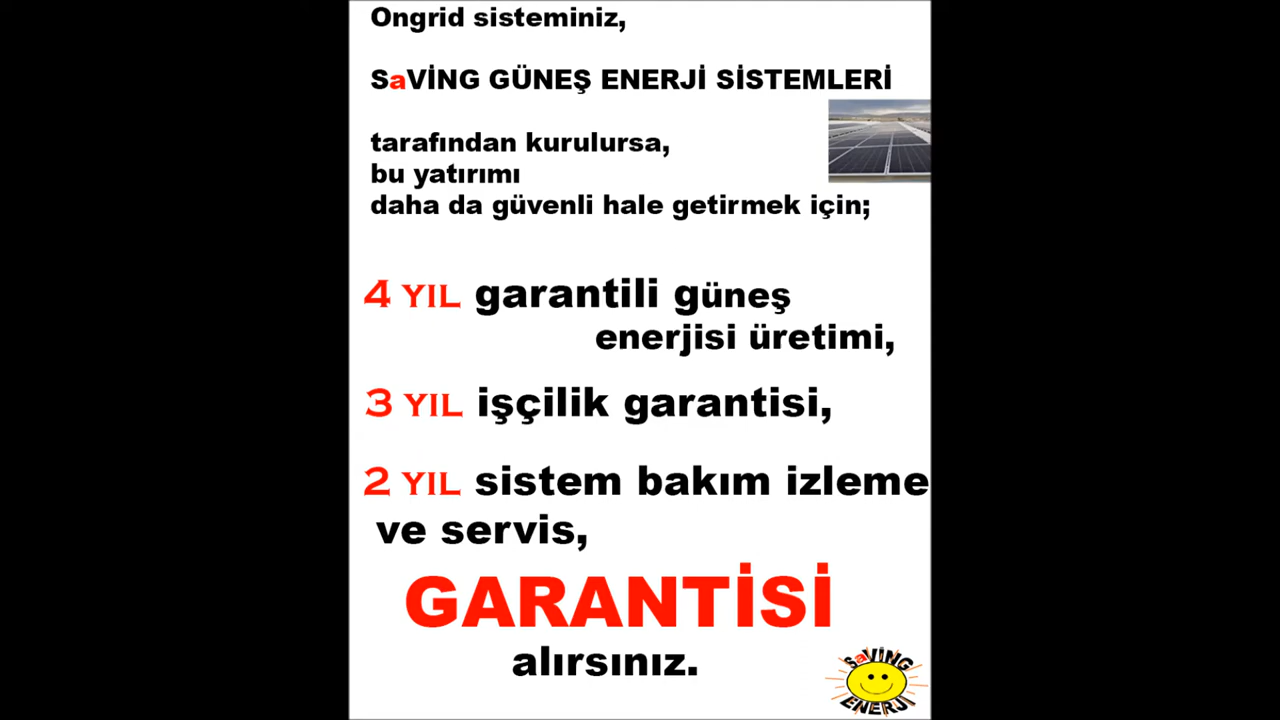 Ongrid sisteminiz,
SaVİNG GÜNEŞ ENERJİ SİSTEMLERİ
tarafından kurulursa,
bu yatırımı
daha da güvenli hale getirmek için;
4 YIL garantili güneş
enerjisi üretimi,
3 YIL işçilik garantisi,
2 YIL sistem bakım izleme
ve servis,
GARANTİSİ
alırsınız.
SaVİNG
ENERJİ